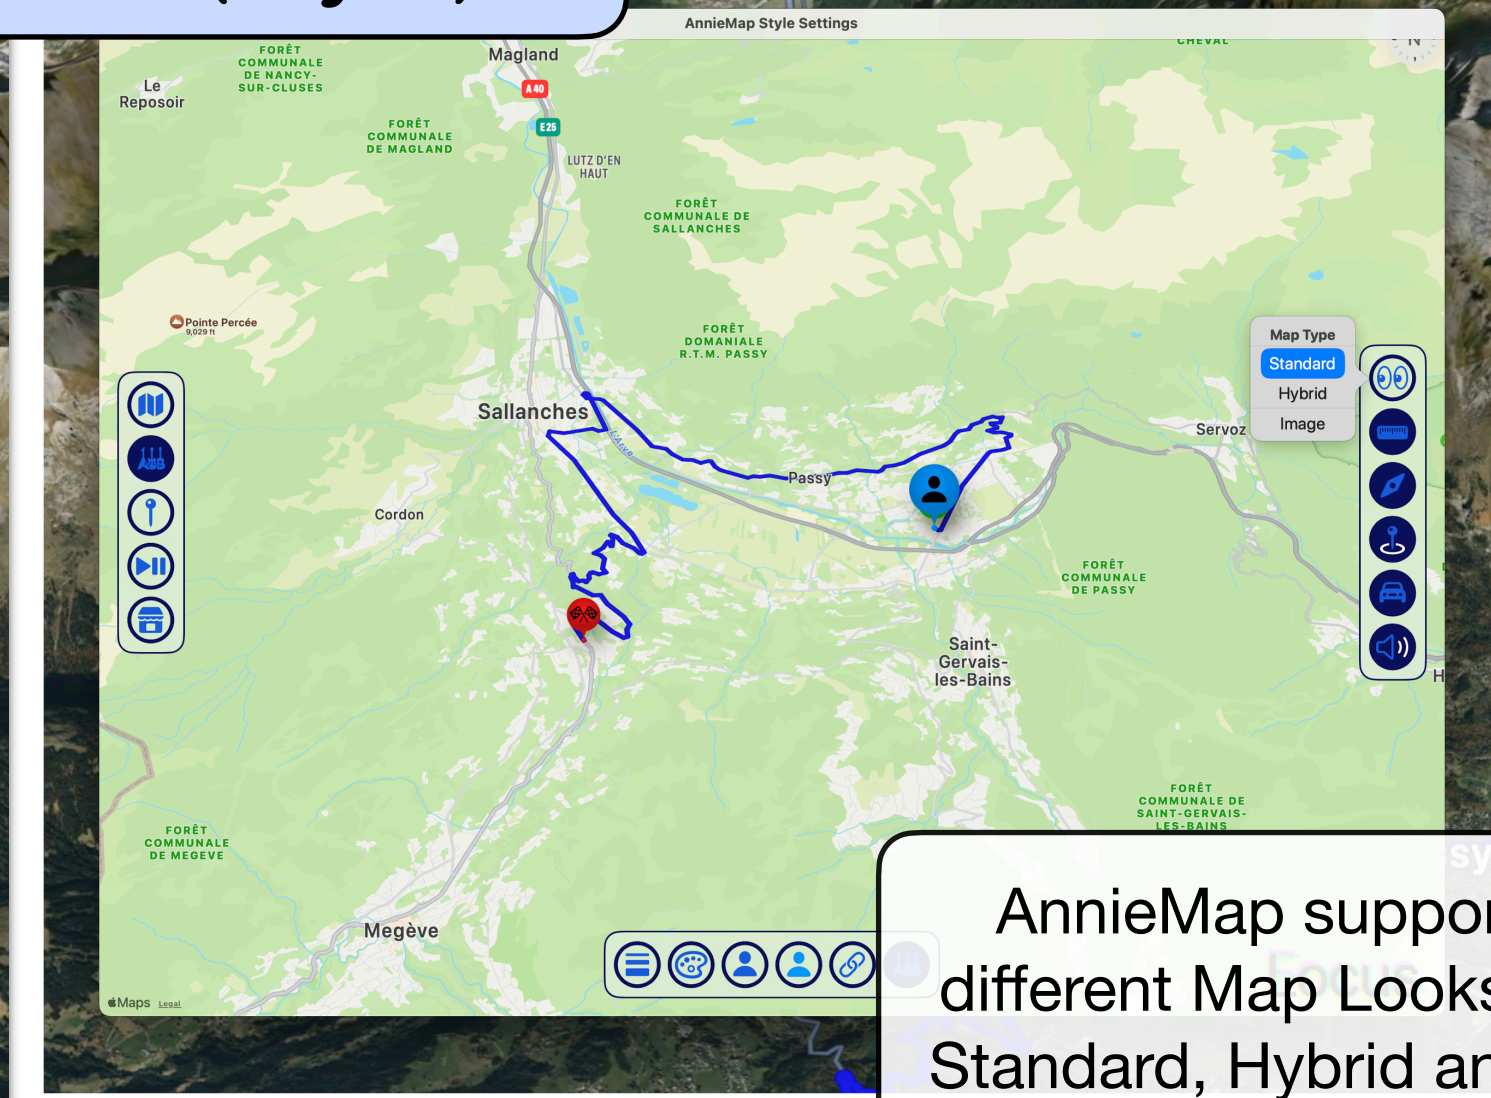 AnnieMap Style Settings
CHEVAL
N
Magland
FORÊT
COMMUNALE
DE NANCY-
SUR-CLUSES
Le
Reposoir
A 40
FORÊT
COMMUNALE
DE MAGLAND
E25
LUTZ D'EN
HAUT
FORÊT
COMMUNALE DE
SALLANCHES
Pointe Percée
9,029 ft
FORÊT
DOMANIALE
R.T.M. PASSY
Map Type
Standard
Hybrid
Image
Sallanches
L'Arve
Servoz
Passy
Cordon
FORÊT
COMMUNALE
DE PASSY
Saint-
Gervais-
les-Bains
H
FORÊT
COMMUNALE DE
SAINT-GERVAIS-
LES-BAINS
FORÊT
COMMUNALE
DE MEGEVE
Megève
Maps Legal
AnnieMap suppor
different Map Looks
Standard, Hybrid an
Focus